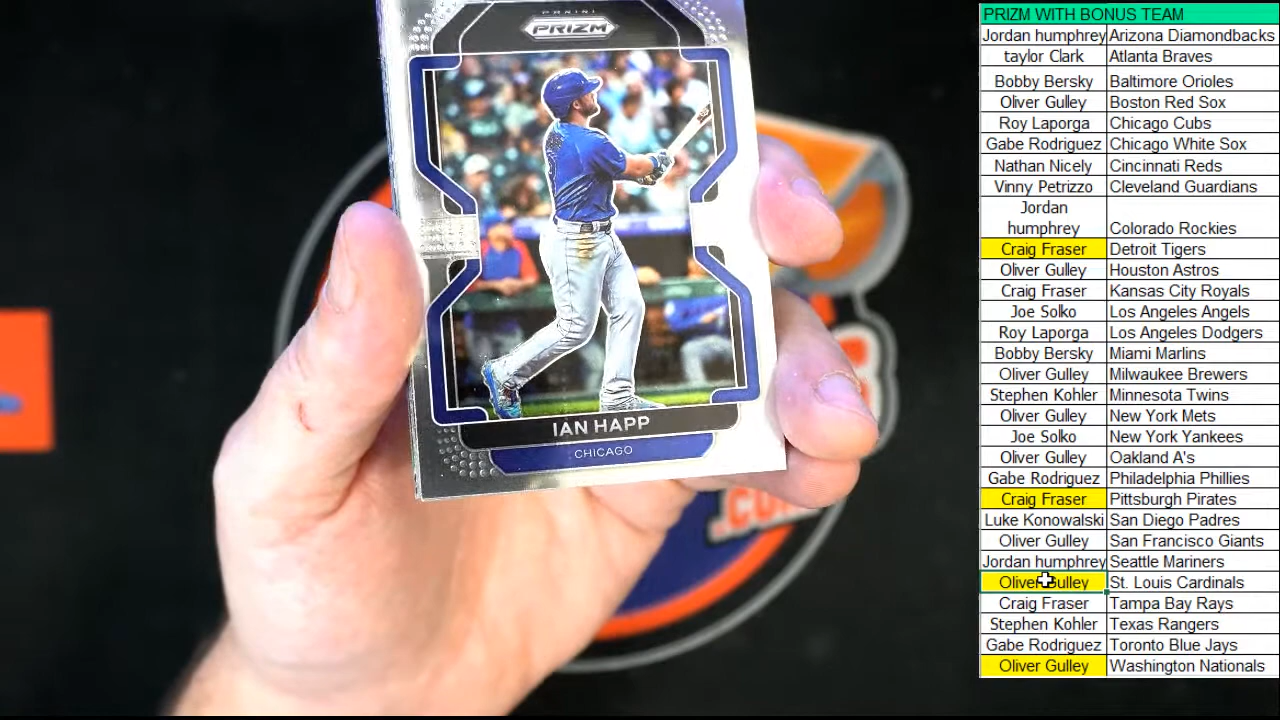 PANINI
PRIZM
IAN HAPP
CHICAGO
.COM
PRIZM WITH BONUS TEAM
Jordan humphrey Arizona Diamondbacks
taylor Clark Atlanta Braves
Bobby Bersky Baltimore Orioles
Oliver Gulley Boston Red Sox
Roy Laporga Chicago Cubs
Gabe Rodriguez Chicago White Sox
Nathan Nicely Cincinnati Reds
Vinny Petrizzo Cleveland Guardians
Jordan
humphrey Colorado Rockies
Craig Fraser Detroit Tigers
Oliver Gulley Houston Astros
Craig Fraser Kansas City Royals
Joe Solko Los Angeles Angels
Roy Laporga Los Angeles Dodgers
Bobby Bersky Miami Marlins
Oliver Gulley Milwaukee Brewers
Stephen Kohler Minnesota Twins
Oliver Gulley New York Mets
Joe Solko New York Yankees
Oliver Gulley Oakland A's
Gabe Rodriguez Philadelphia Phillies
Craig Fraser Pittsburgh Pirates
Luke Konowalski San Diego Padres
Oliver Gulley San Francisco Giants
Jordan humphrey Seattle Mariners
Oliver Gulley St. Louis Cardinals
Craig Fraser Tampa Bay Rays
Stephen Kohler Texas Rangers
Gabe Rodriguez Toronto Blue Jays
Oliver Gulley Washington Nationals